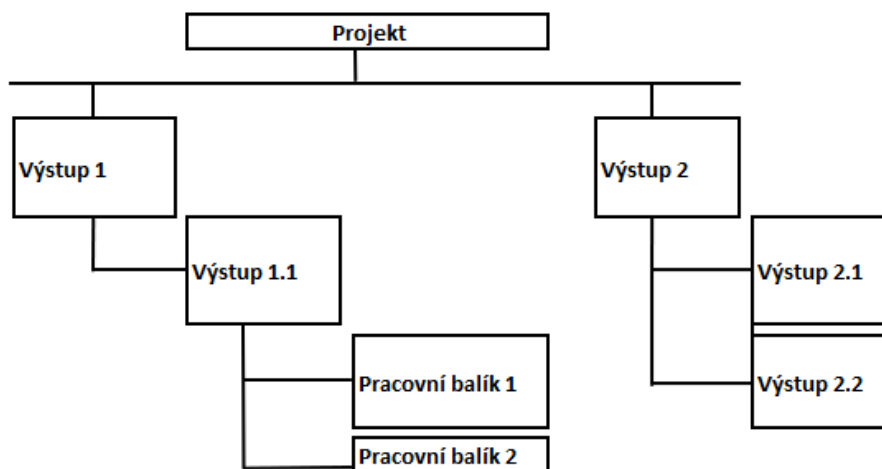 Projekt
Výstup 1
Výstup 2
Výstup 1.1
Výstup 2.1
Pracovní balík 1
Výstup 2.2
Pracovní balík 2